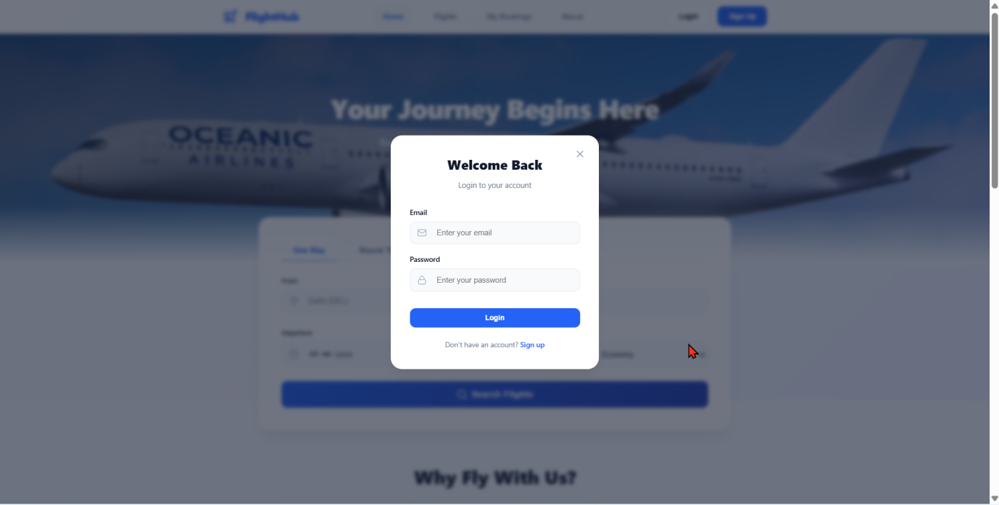 FlightHub
Home Flights My Bookings About Login Sign Up
Your Journey Begins Here
OCEANIC
AIRLINES
Welcome Back
Login to your account
Email
Enter your email
Password
Enter your password
Login
Don't have an account? Sign up
One Way Round
From
Delhi (DEL)
Departure
Economy
Search Flights
Why Fly With Us?